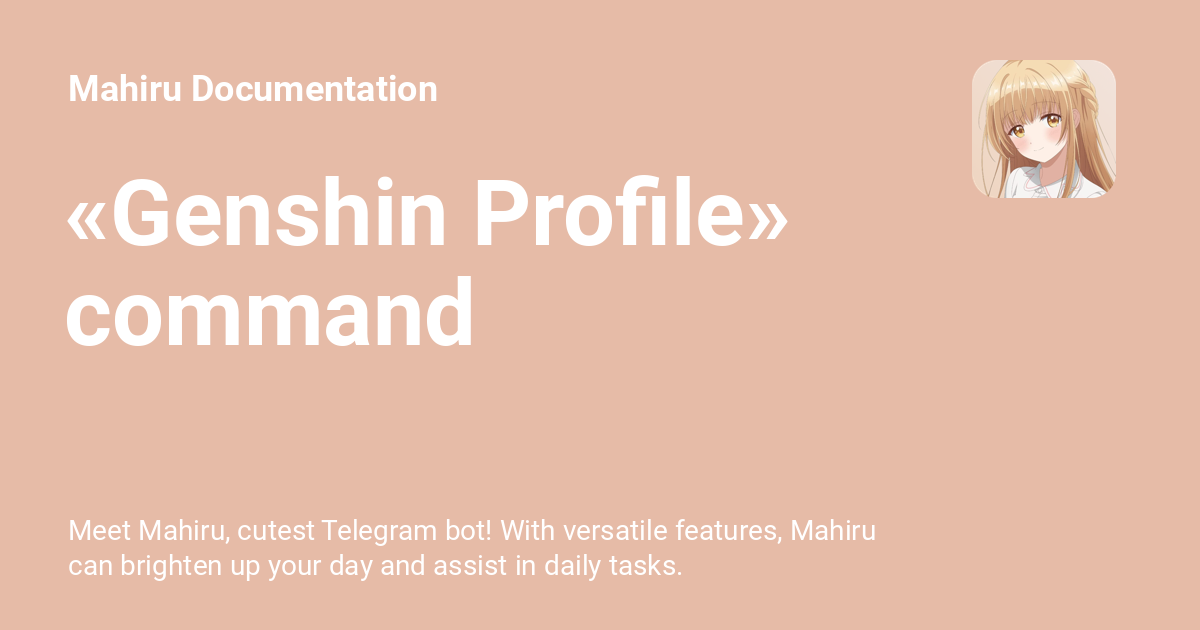 Mahiru Documentation
«Genshin Profile»
command
Meet Mahiru, cutest Telegram bot! With versatile features, Mahiru
can brighten up your day and assist in daily tasks.